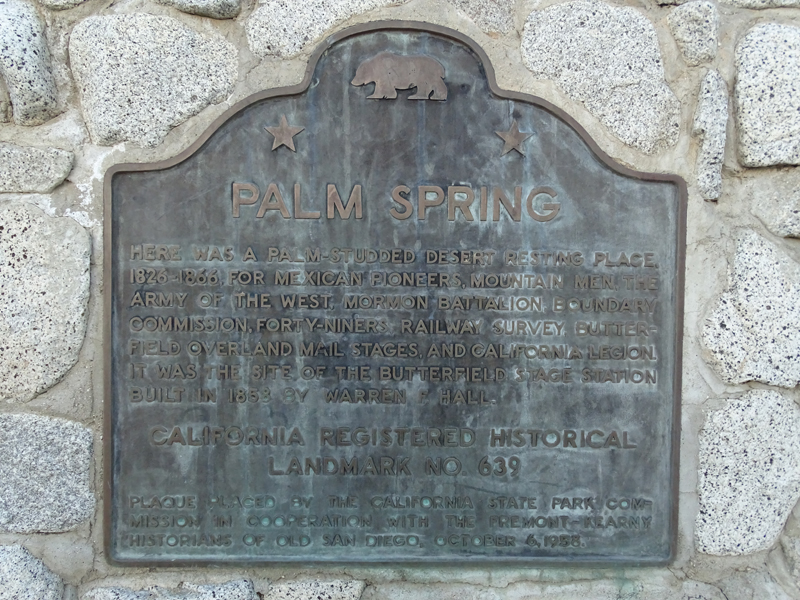 PALM SPRING
HERE WAS A PALM-STUDDED DESERT RESTING PLACE,
1826-1866, FOR MEXICAN PIONEERS, MOUNTAIN MEN, THE
ARMY OF THE WEST, MORMON BATTALION, BOUNDARY
COMMISSION, FORTY-NINERS, RAILWAY SURVEY, BUTTER-
FIELD OVERLAND MAIL STAGES, AND CALIFORNIA LEGION.
IT WAS THE SITE OF THE BUTTERFIELD STAGE STATION
BUILT IN 1858 BY WARREN F. HALL.
CALIFORNIA REGISTERED HISTORICAL
LANDMARK NO. 639
PLAQUE PLACED BY THE CALIFORNIA STATE PARK COM-
MISSION IN COOPERATION WITH THE FREMONT-KEARNY
HISTORIANS OF OLD SAN DIEGO, OCTOBER 6, 1958.